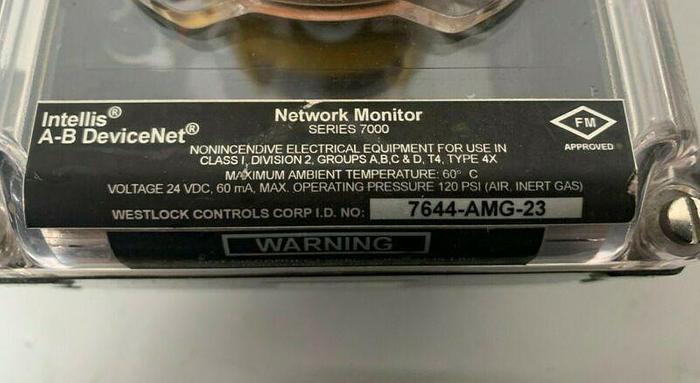 Intellis®
A-B DeviceNet®
Network Monitor
SERIES 7000
FM
APPROVED
NONINCENDIVE ELECTRICAL EQUIPMENT FOR USE IN
CLASS I, DIVISION 2, GROUPS A,B,C & D, T4, TYPE 4X
MAXIMUM AMBIENT TEMPERATURE: 60° C
VOLTAGE 24 VDC, 60 mA, MAX. OPERATING PRESSURE 120 PSI (AIR, INERT GAS)
WESTLOCK CONTROLS CORP I.D. NO: 7644-AMG-23
WARNING